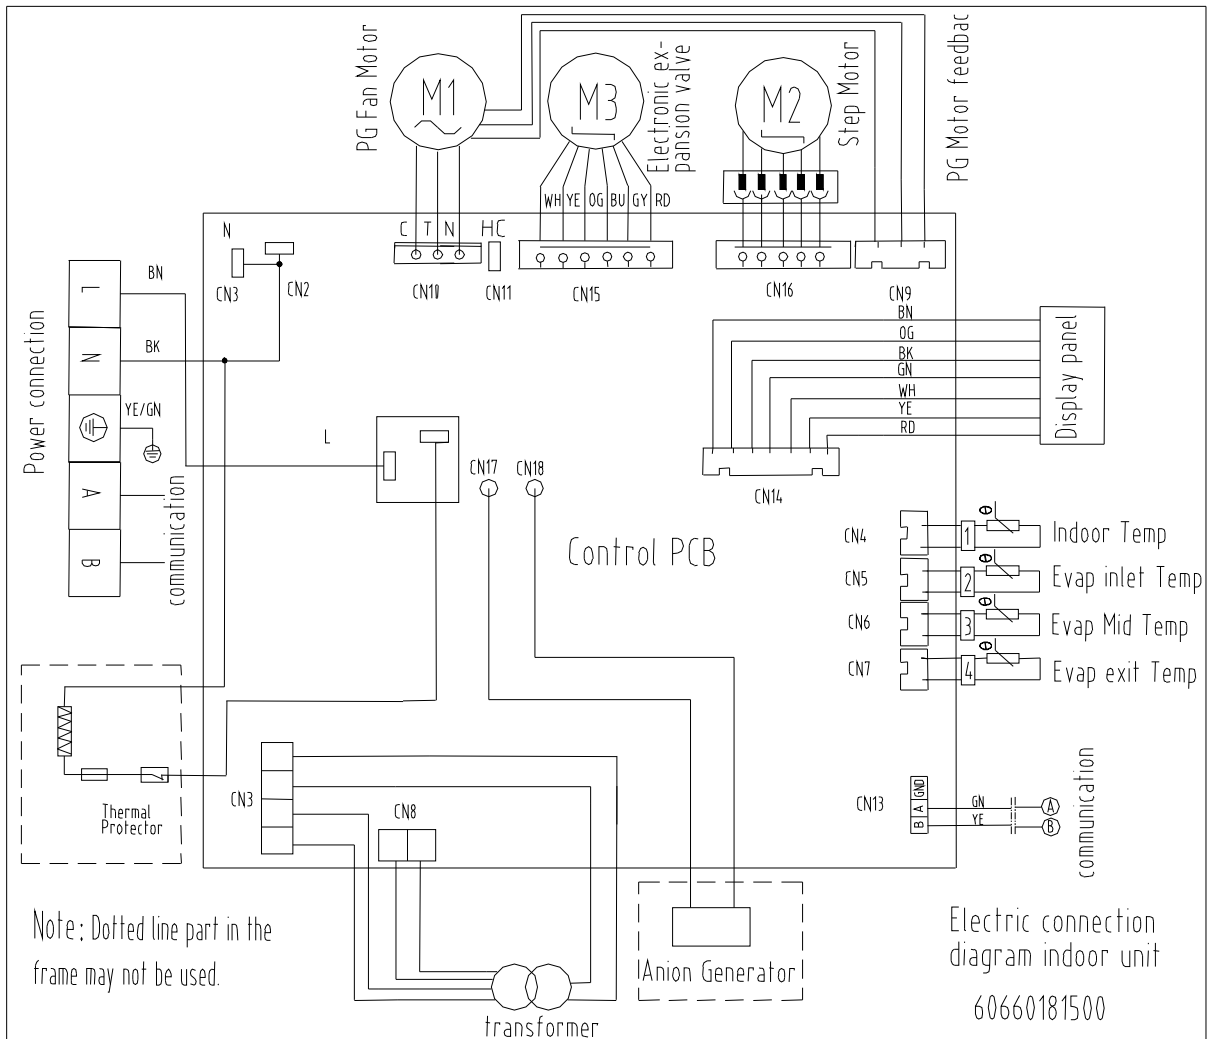 PG Fan Motor
M1
M3
Electronic ex-
pansion valve
M2
Step Motor
PG Motor feedbac
WH YE OG BU GY RD
N
C T N HC
CN3
CN2
CN10
CN11
CN15
CN16
CN9
Power connection
L
N
A
B
BN
BK
YE/GN
communication
L
CN17
CN18
BN
OG
BK
GN
WH
YE
RD
Display panel
CN14
Control PCB
CN4
1
Indoor Temp
CN5
2
Evap inlet Temp
CN6
3
Evap Mid Temp
CN7
4
Evap exit Temp
θ
θ
θ
θ
Thermal
Protector
CN3
CN8
CN13
GND
A
B
GN
YE
A
B
communication
Note: Dotted line part in the
frame may not be used.
transformer
Anion Generator
Electric connection
diagram indoor unit
60660181500